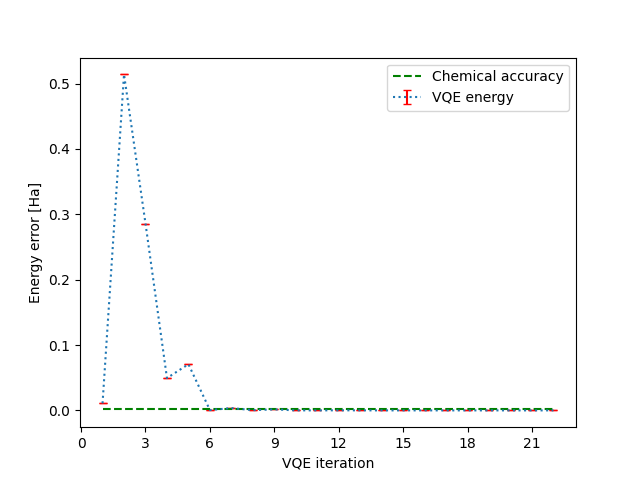 Chemical accuracy
VQE energy
Energy error [Ha]
0.5
0.4
0.3
0.2
0.1
0.0
0 3 6 9 12 15 18 21
VQE iteration